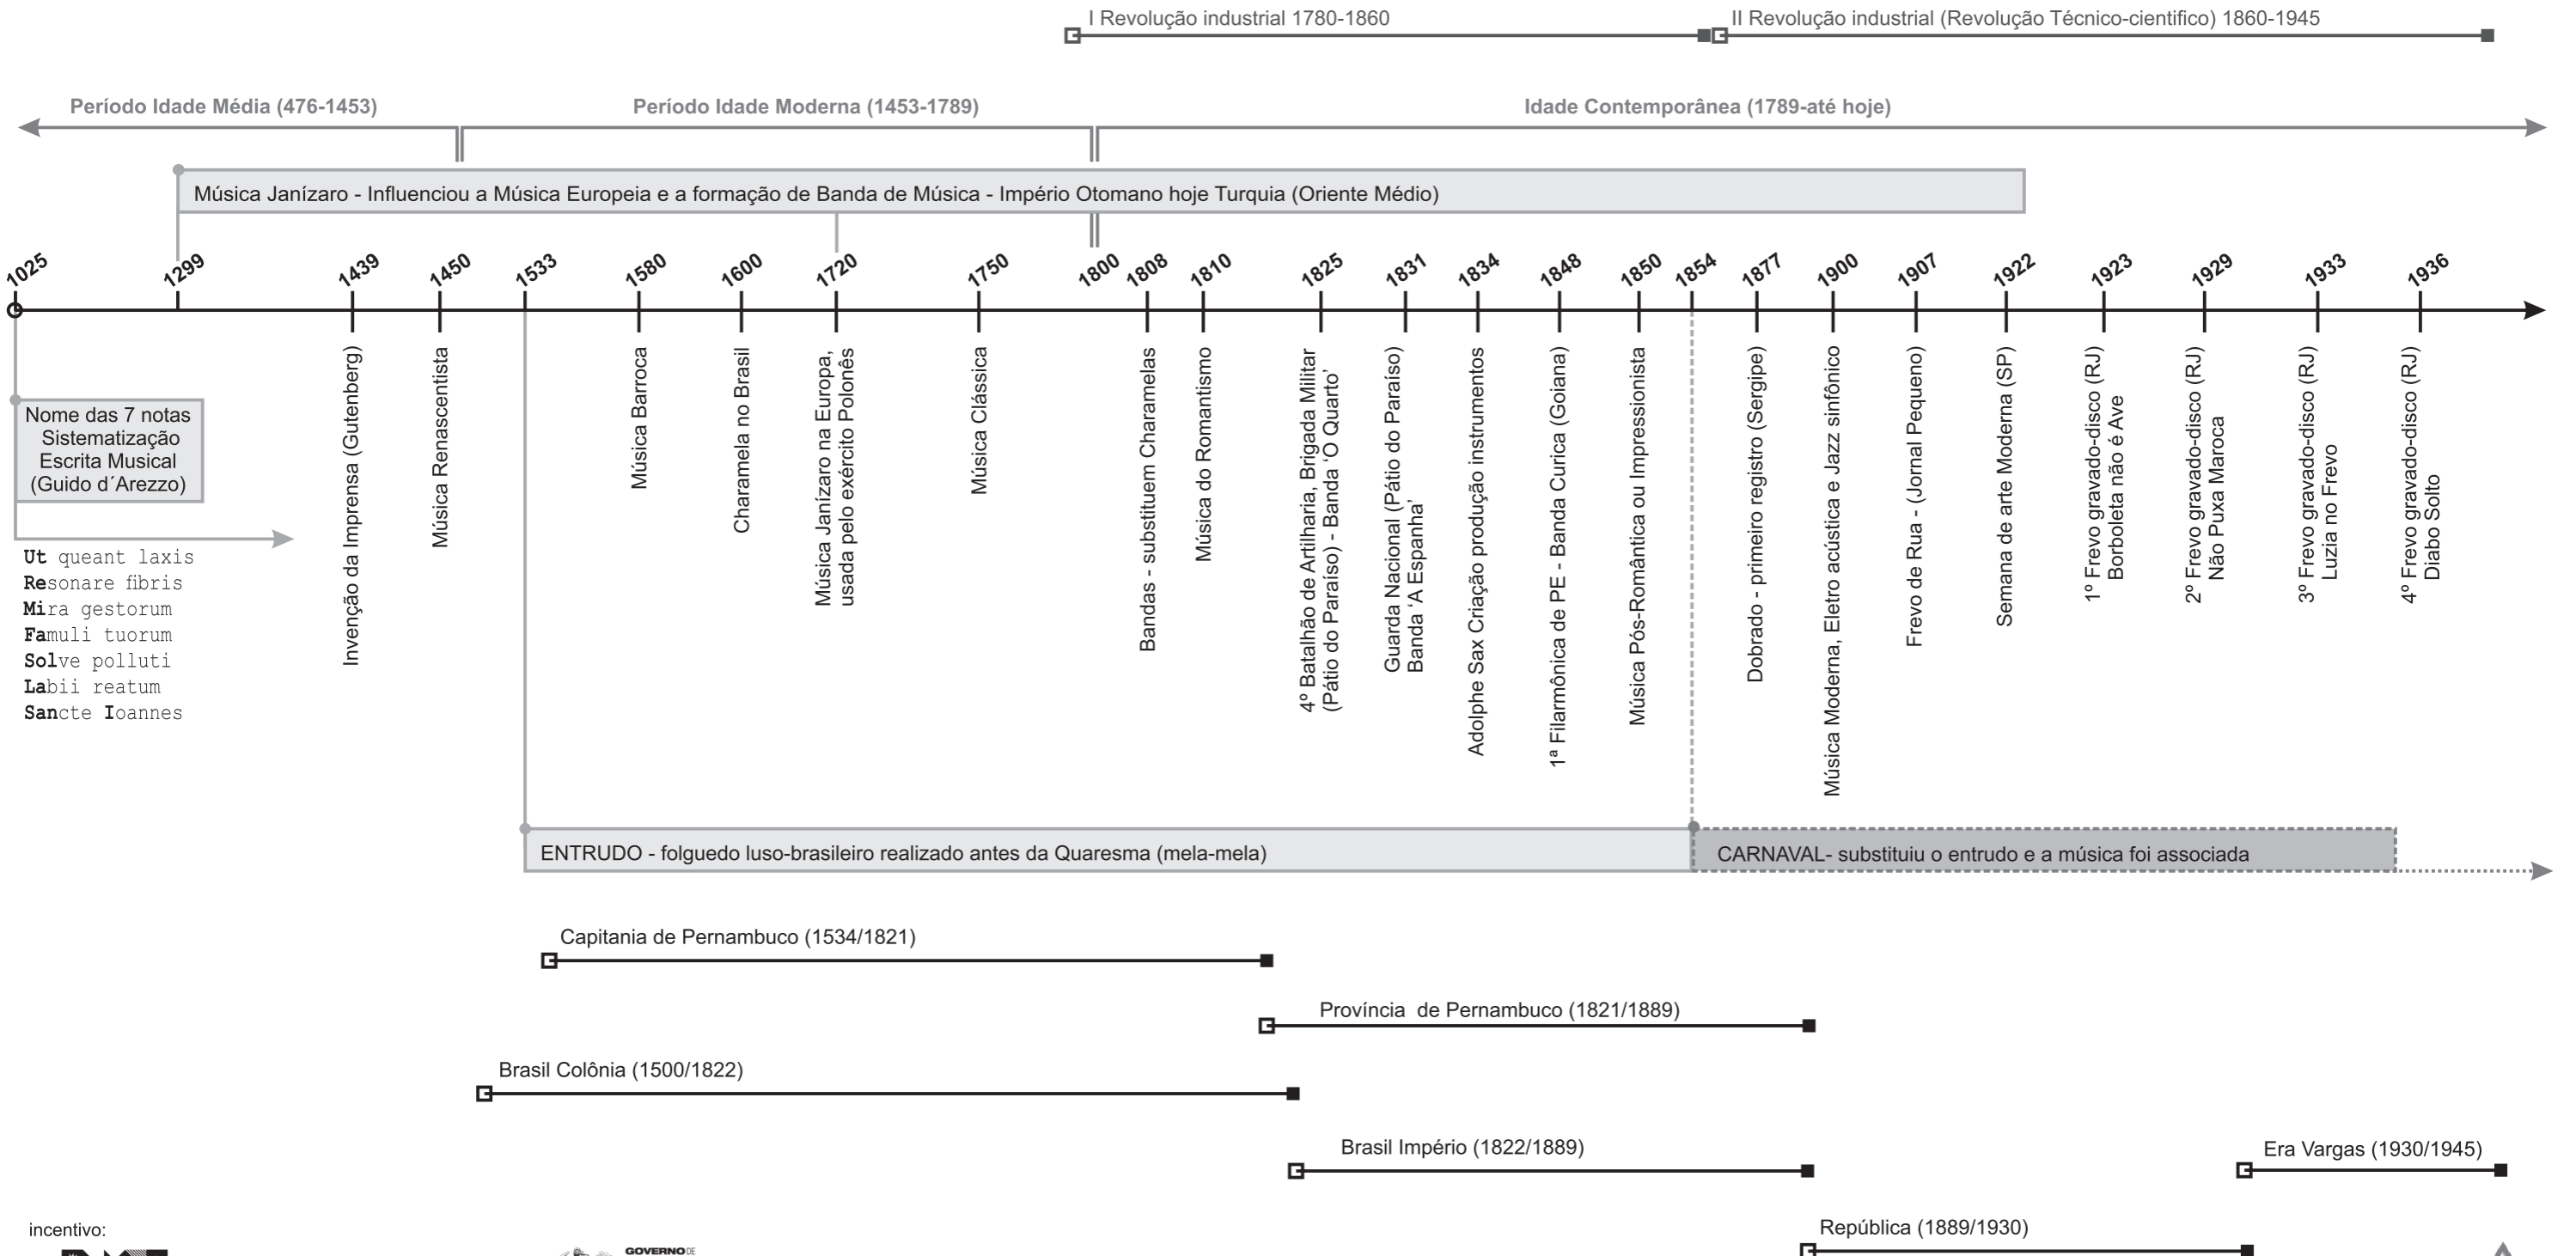 I Revolução industrial 1780-1860
II Revolução industrial (Revolução Técnico-cientifico) 1860-1945
Período Idade Média (476-1453)
Período Idade Moderna (1453-1789)
Idade Contemporânea (1789-até hoje)
Música Janízaro - Influenciou a Música Europeia e a formação de Banda de Música - Império Otomano hoje Turquia (Oriente Médio)
1025
1299
1439
1450
1533
1580
1600
1720
1750
1800
1808
1810
1825
1831
1834
1848
1850
1854
1877
1900
1907
1922
1923
1929
1933
1936
Nome das 7 notas
Sistematização
Escrita Musical
(Guido d´Arezzo)
Ut queant laxis
Resonare fibris
Mira gestorum
Famuli tuorum
Solve polluti
Labii reatum
Sancte Ioannes
Invenção da Imprensa (Gutenberg)
Música Renascentista
Música Barroca
Charamela no Brasil
Música Janízaro na Europa,
usada pelo exército Polonês
Música Clássica
Bandas - substituem Charamelas
Música do Romantismo
4º Batalhão de Artilharia, Brigada Militar
(Pátio do Paraíso) - Banda ‘O Quarto’
Guarda Nacional (Pátio do Paraíso)
Banda ‘A Espanha’
Adolphe Sax Criação produção instrumentos
1ª Filarmônica de PE - Banda Curica (Goiana)
Música Pós-Romântica ou Impressionista
Dobrado - primeiro registro (Sergipe)
Música Moderna, Eletro acústica e Jazz sinfônico
Frevo de Rua - (Jornal Pequeno)
Semana de arte Moderna (SP)
1º Frevo gravado-disco (RJ)
Borboleta não é Ave
2º Frevo gravado-disco (RJ)
Não Puxa Maroca
3º Frevo gravado-disco (RJ)
Luzia no Frevo
4º Frevo gravado-disco (RJ)
Diabo Solto
ENTRUDO - folguedo luso-brasileiro realizado antes da Quaresma (mela-mela)
CARNAVAL- substituiu o entrudo e a música foi associada
Capitania de Pernambuco (1534/1821)
Província de Pernambuco (1821/1889)
Brasil Colônia (1500/1822)
Brasil Império (1822/1889)
Era Vargas (1930/1945)
República (1889/1930)
incentivo:
GOVERNO DE